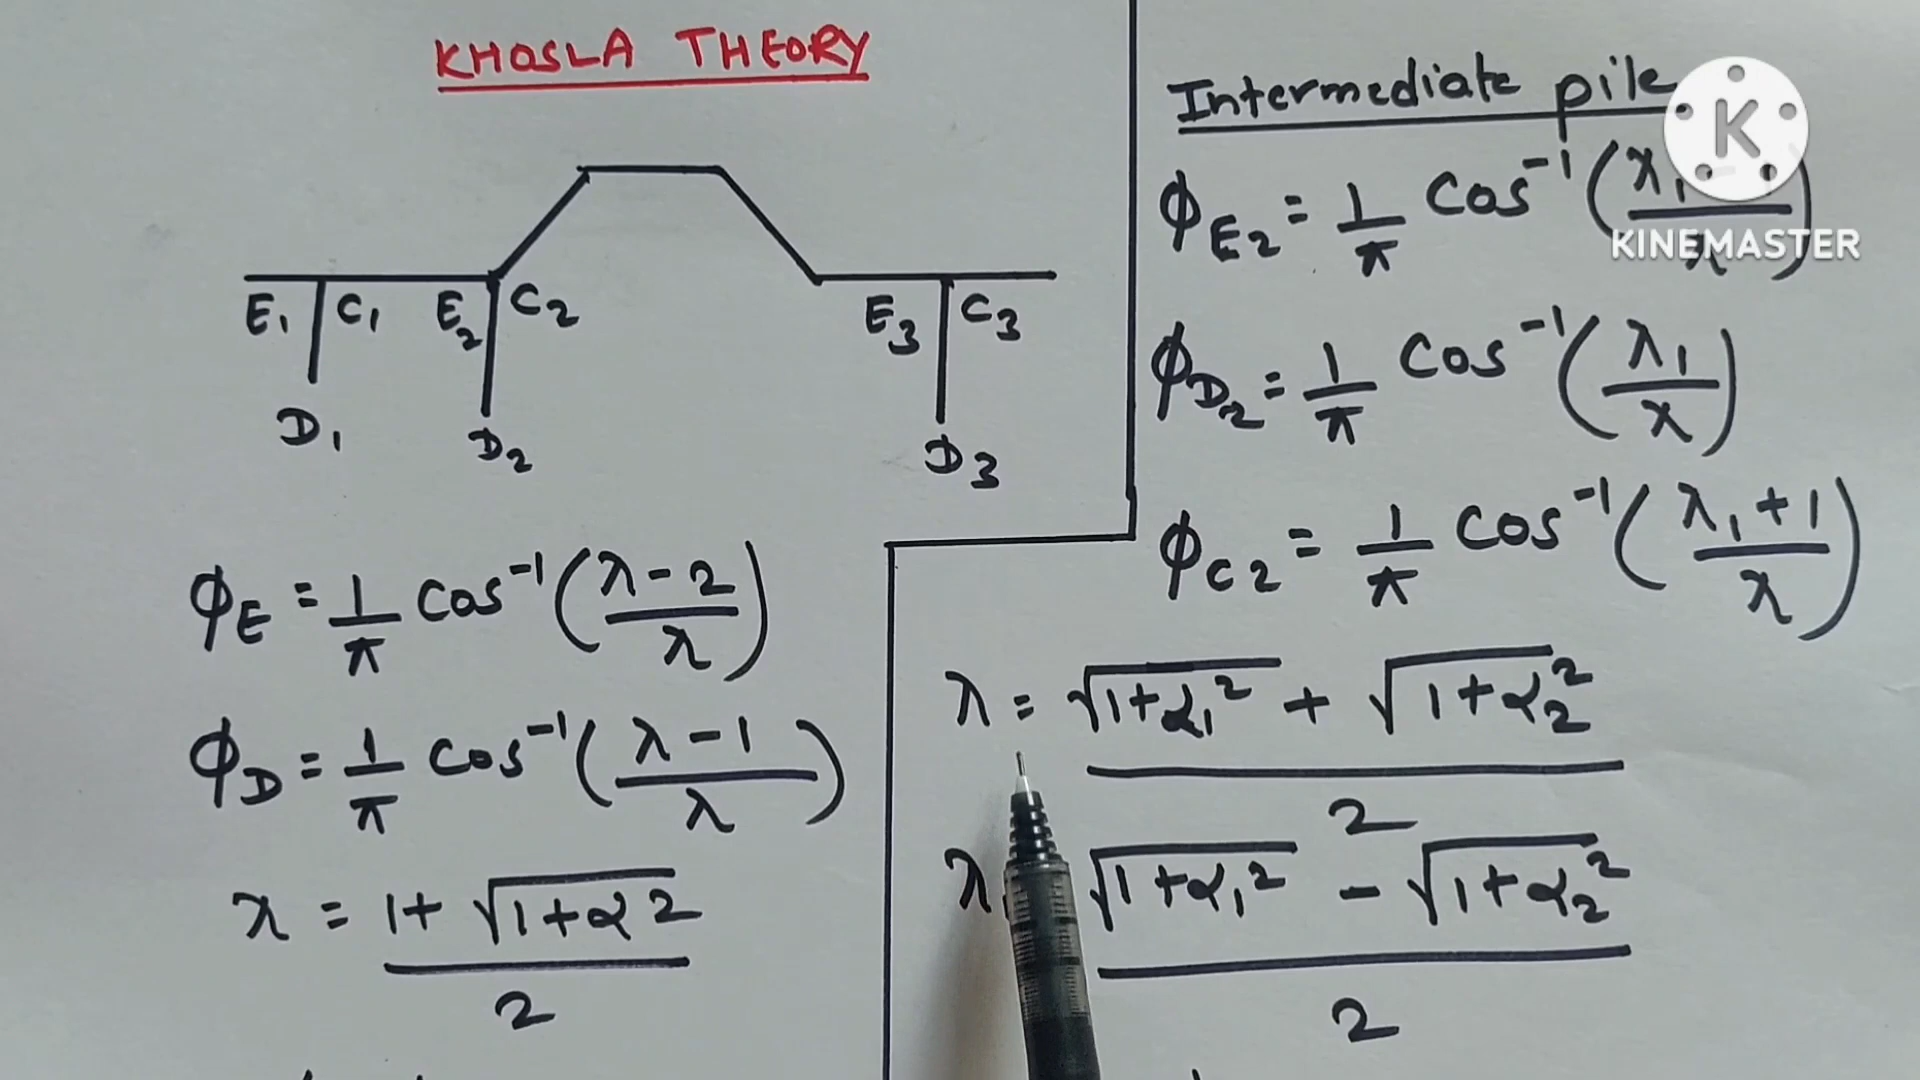 KHOSLA THEORY
E₁ C₁ E₂ C₂ E₃ C₃
D₁ D₂ D₃
ϕE = 1/π cos⁻¹ (λ-2/λ)
ϕD = 1/π cos⁻¹ (λ-1/λ)
λ = 1+√(1+α2) / 2
Intermediate pile
K
KINEMASTER
ϕE₂ = 1/π cos⁻¹ (λ₁ /λ)
ϕD₂ = 1/π cos⁻¹ (λ₁/λ)
ϕC2 = 1/π cos⁻¹ (λ₁+1/λ)
λ = √(1+α₁²) + √(1+α₂²) / 2
λ₁ √(1+α₁²) - √(1+α₂²) / 2